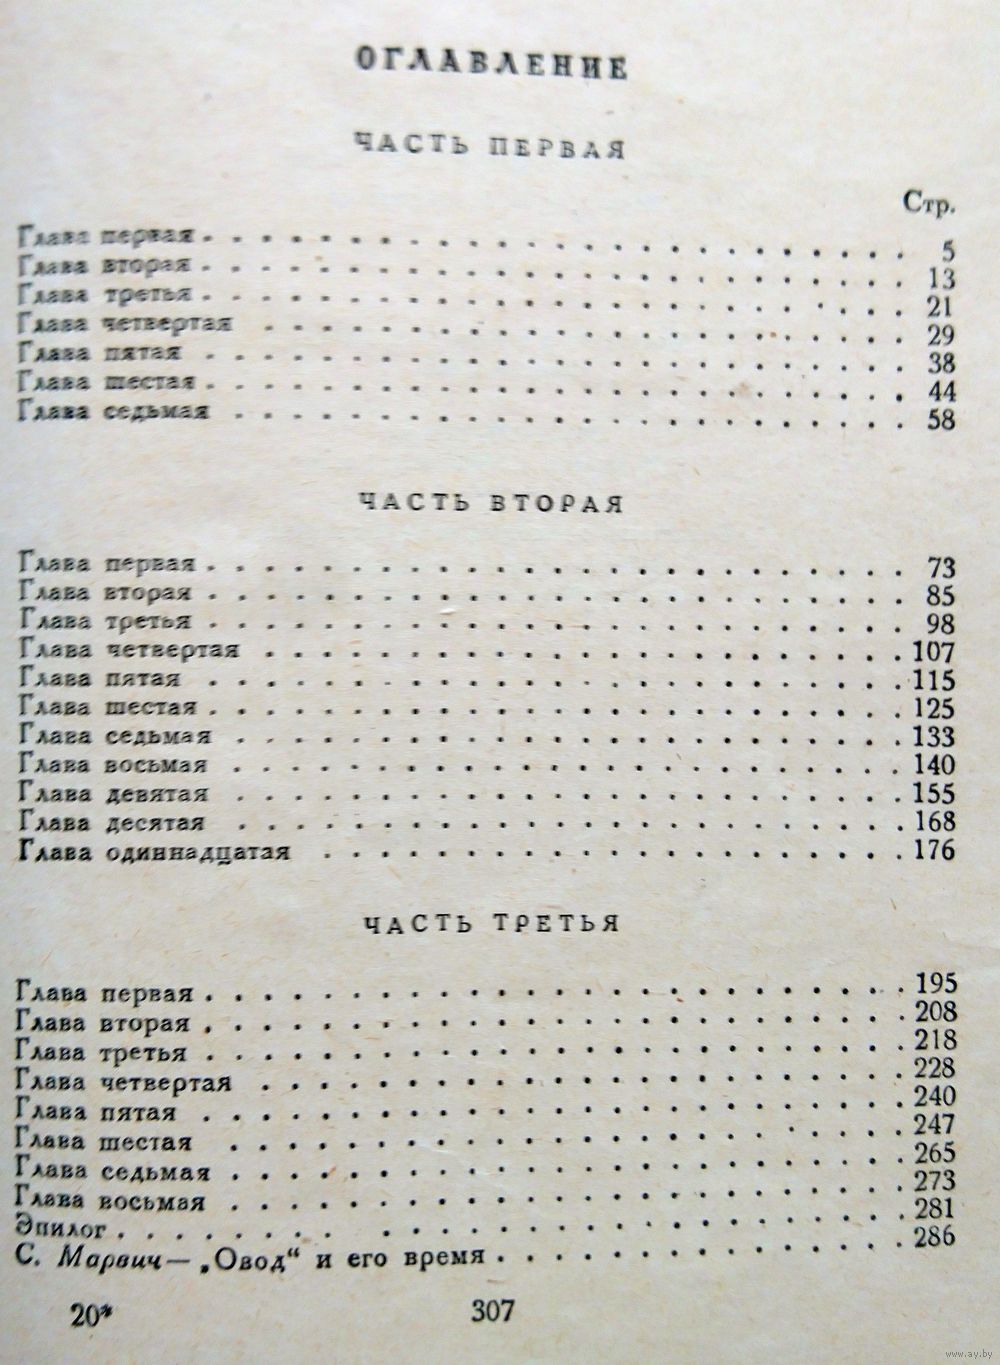 ОГЛАВЛЕНИЕ
ЧАСТЬ ПЕРВАЯ
Стр.
Глава первая . . . . . . . . . . 5
Глава вторая . . . . . . . . . . 13
Глава третья . . . . . . . . . . 21
Глава четвертая . . . . . . . . . . 29
Глава пятая . . . . . . . . . . 38
Глава шестая . . . . . . . . . . 44
Глава седьмая . . . . . . . . . . 58
ЧАСТЬ ВТОРАЯ
Глава первая . . . . . . . . . . 73
Глава вторая . . . . . . . . . . 85
Глава третья . . . . . . . . . . 98
Глава четвертая . . . . . . . . . . 107
Глава пятая . . . . . . . . . . 115
Глава шестая . . . . . . . . . . 125
Глава седьмая . . . . . . . . . . 133
Глава восьмая . . . . . . . . . . 140
Глава девятая . . . . . . . . . . 155
Глава десятая . . . . . . . . . . 168
Глава одиннадцатая . . . . . . . . . . 176
ЧАСТЬ ТРЕТЬЯ
Глава первая . . . . . . . . . . 195
Глава вторая . . . . . . . . . . 208
Глава третья . . . . . . . . . . 218
Глава четвертая . . . . . . . . . . 228
Глава пятая . . . . . . . . . . 240
Глава шестая . . . . . . . . . . 247
Глава седьмая . . . . . . . . . . 265
Глава восьмая . . . . . . . . . . 273
Эпилог . . . . . . . . . . 281
С. Марвич — „Овод“ и его время . . . . . . . . . . 286
20* 307
www.ay.by